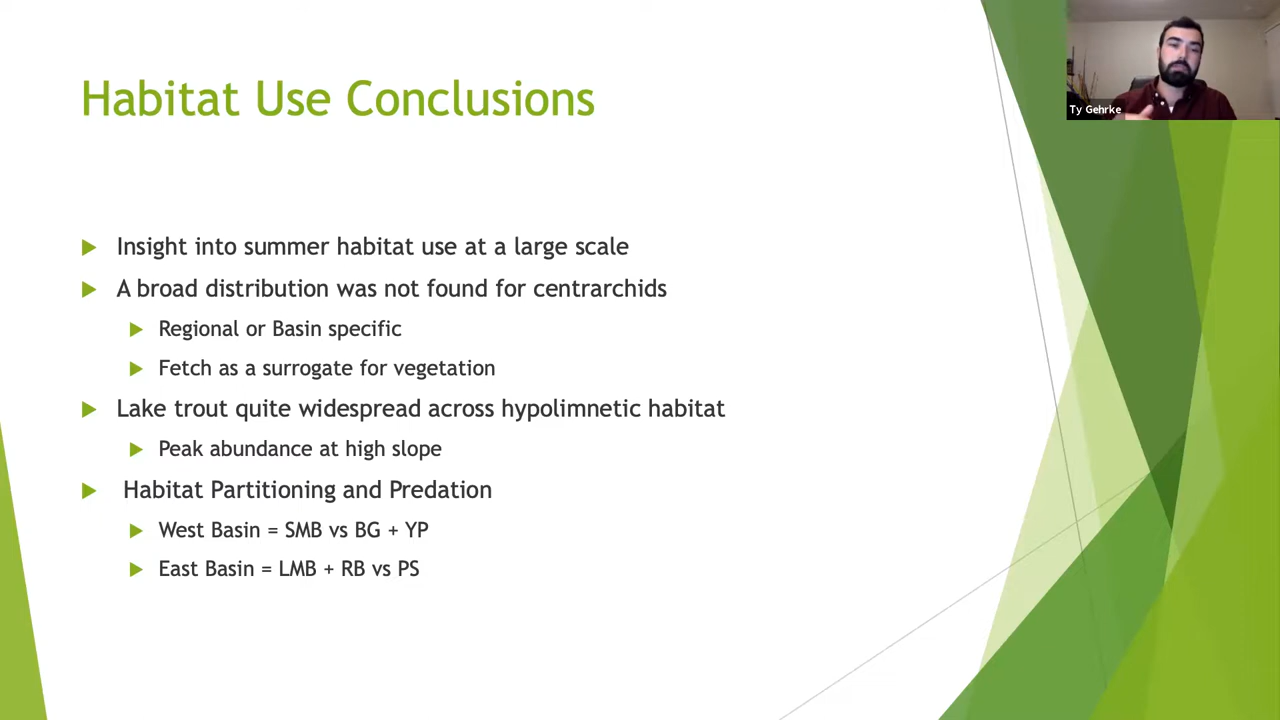 Habitat Use Conclusions
Ty Gehrke
Insight into summer habitat use at a large scale
A broad distribution was not found for centrarchids
Regional or Basin specific
Fetch as a surrogate for vegetation
Lake trout quite widespread across hypolimnetic habitat
Peak abundance at high slope
Habitat Partitioning and Predation
West Basin = SMB vs BG + YP
East Basin = LMB + RB vs PS